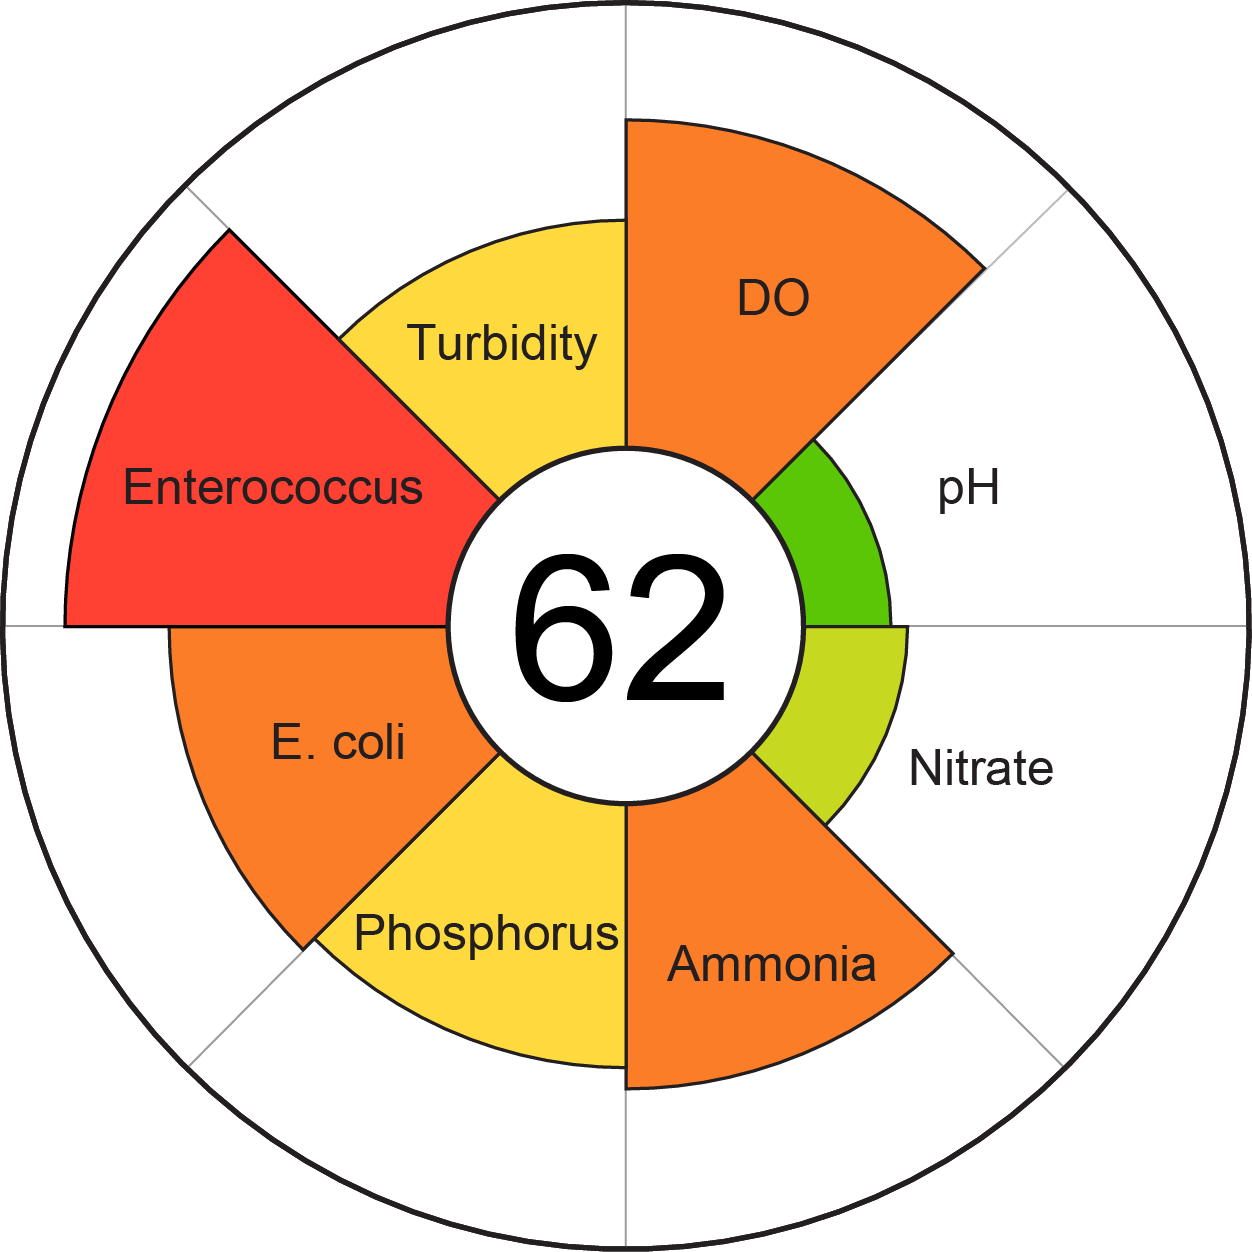 DO
Turbidity
Enterococcus
pH
62
E. coli
Nitrate
Phosphorus
Ammonia